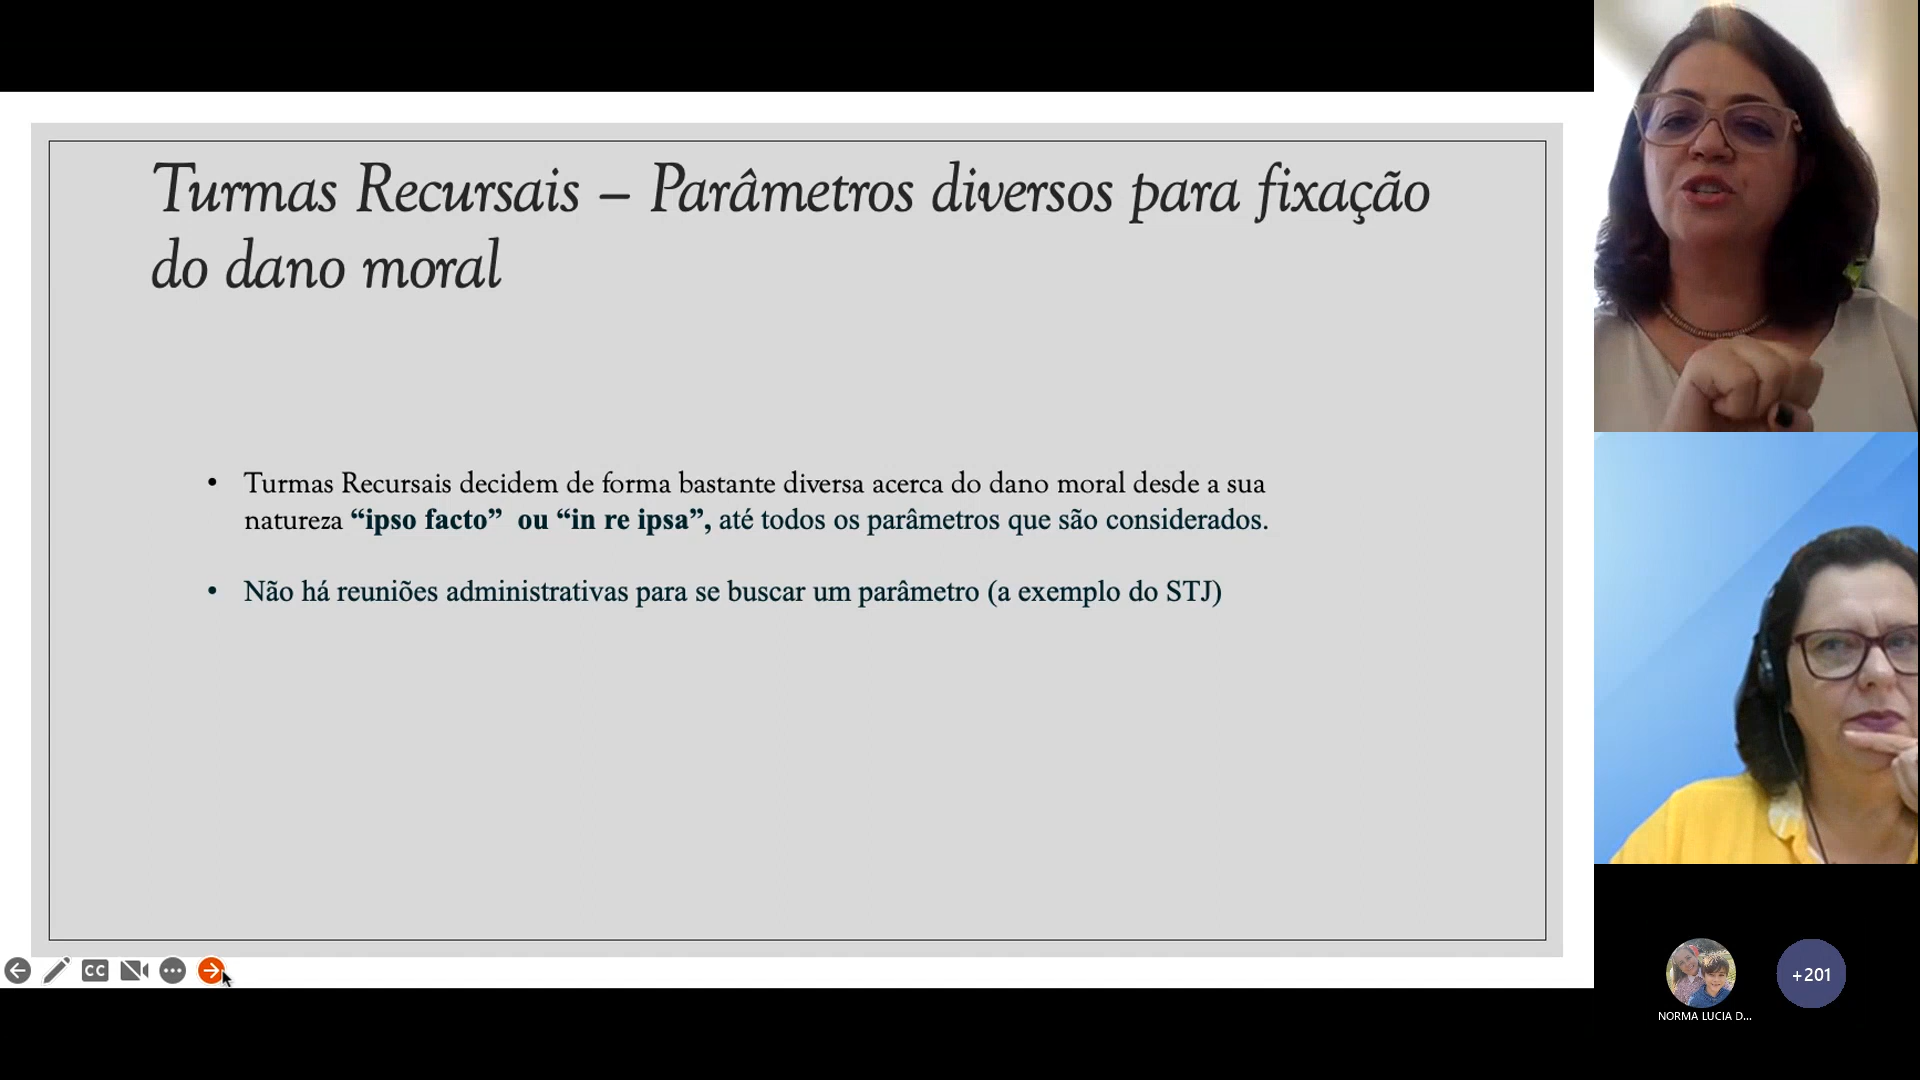 Turmas Recursais – Parâmetros diversos para fixação
do dano moral
• Turmas Recursais decidem de forma bastante diversa acerca do dano moral desde a sua
natureza “ipso facto” ou “in re ipsa”, até todos os parâmetros que são considerados.
• Não há reuniões administrativas para se buscar um parâmetro (a exemplo do STJ)
CC
+201
NORMA LUCIA D...